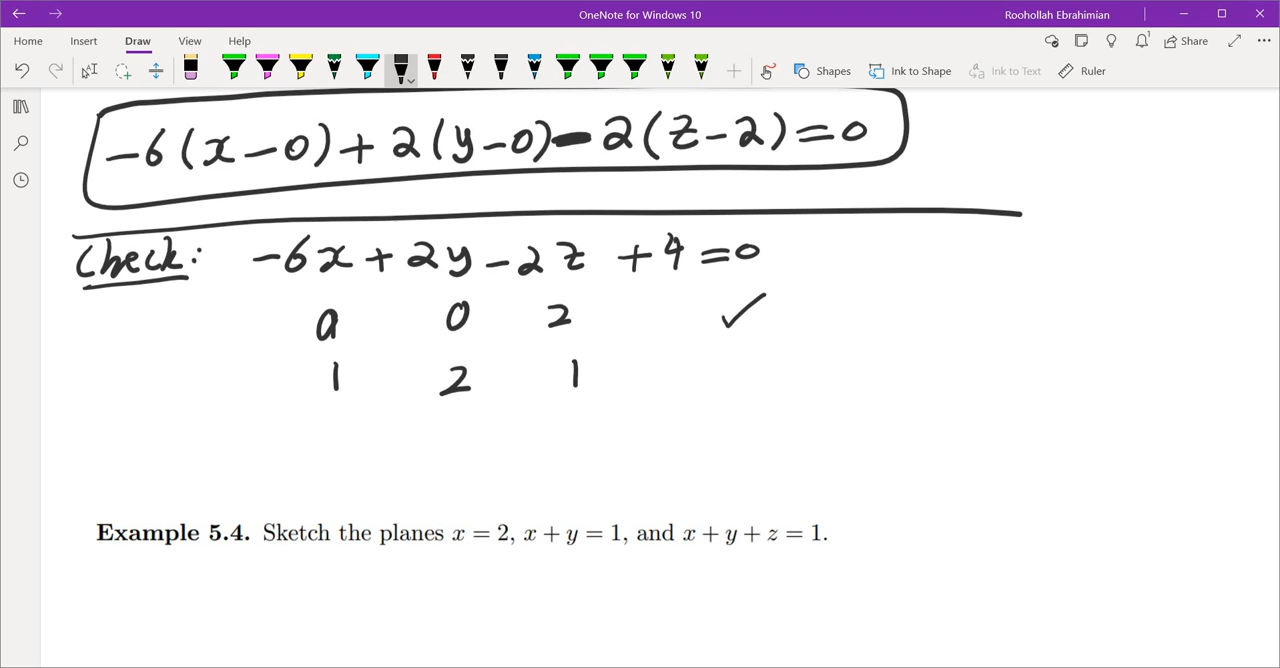 OneNote for Windows 10 Roohollah Ebrahimian
Home Insert Draw View Help Share
Shapes Ink to Shape Ink to Text Ruler
-6(x-0)+2(y-0)-2(z-2)=0
Check: -6x+2y-2z+4=0
0 0 2 ✓
1 2 1
Example 5.4. Sketch the planes x = 2, x + y = 1, and x + y + z = 1.